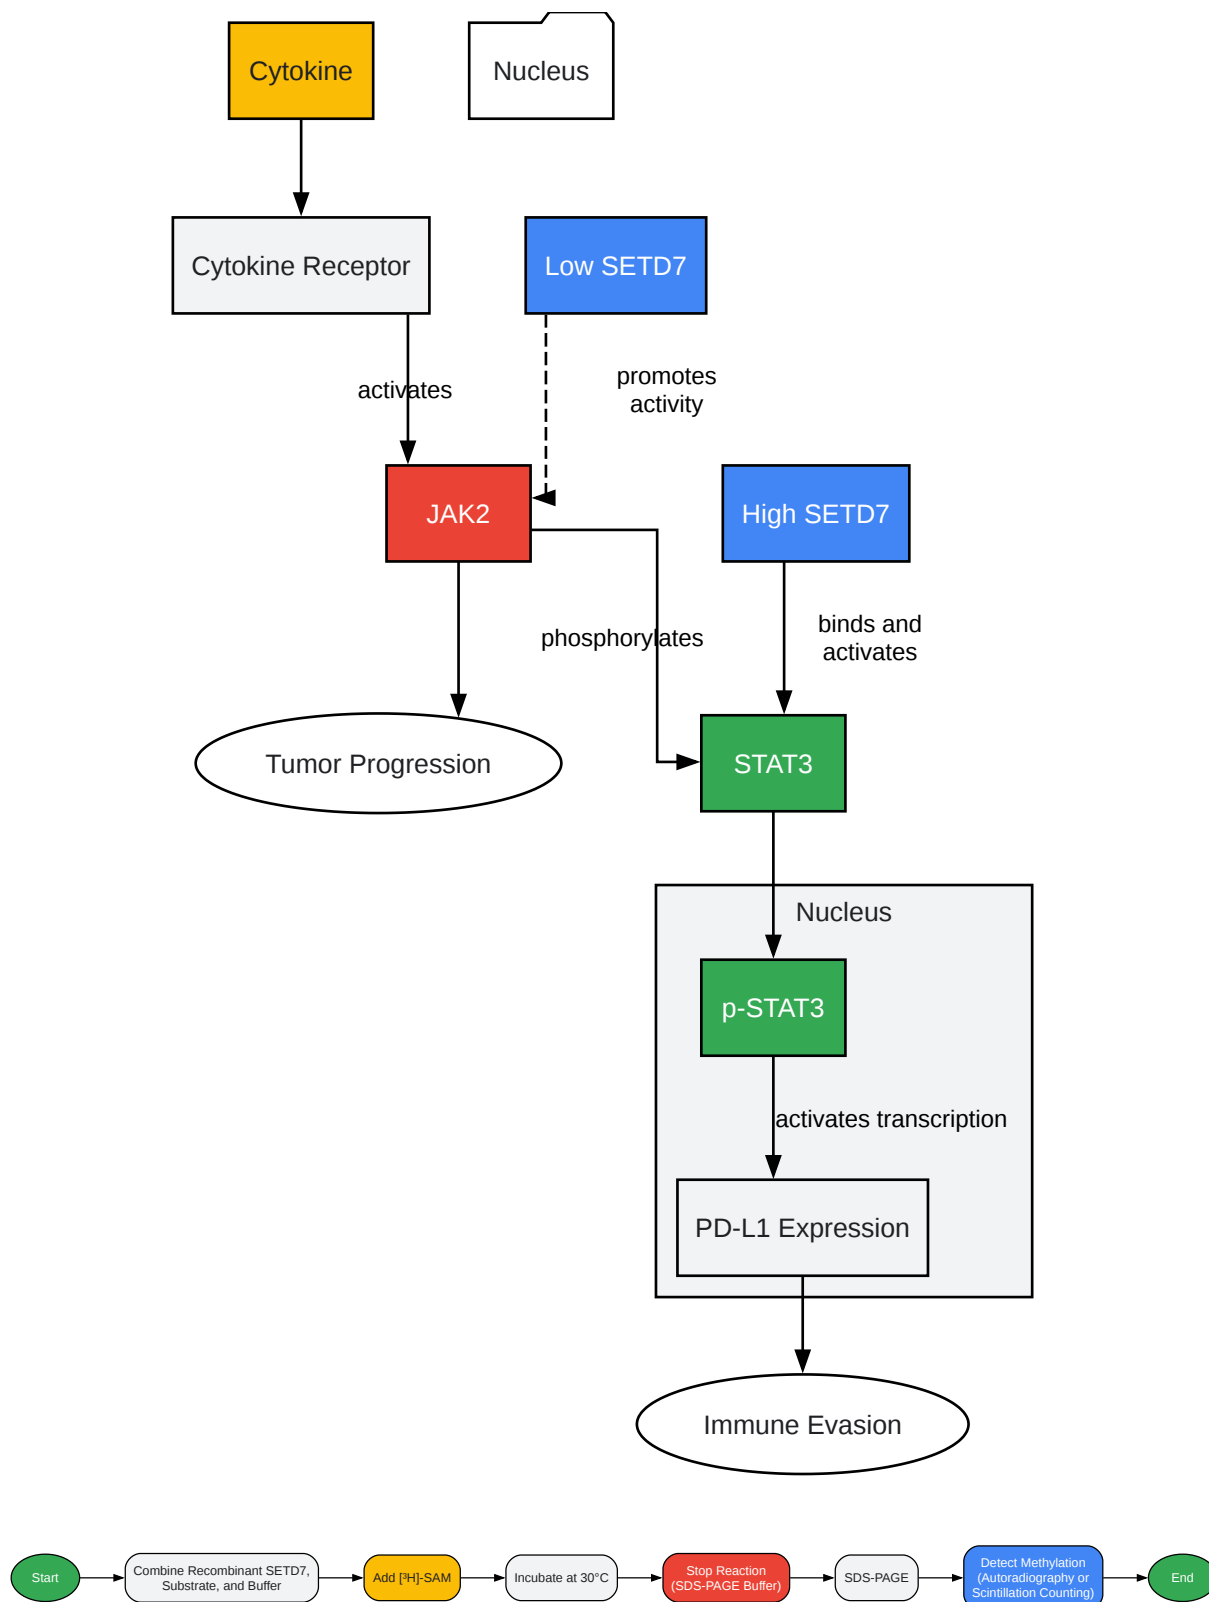 Cytokine
Nucleus
Cytokine Receptor
Low SETD7
activates
promotes
activity
JAK2
High SETD7
phosphorylates
binds and
activates
Tumor Progression
STAT3
Nucleus
p-STAT3
activates transcription
PD-L1 Expression
Immune Evasion
Start
Combine Recombinant SETD7,
Substrate, and Buffer
Add [³H]-SAM
Incubate at 30°C
Stop Reaction
(SDS-PAGE Buffer)
SDS-PAGE
Detect Methylation
(Autoradiography or
Scintillation Counting)
End